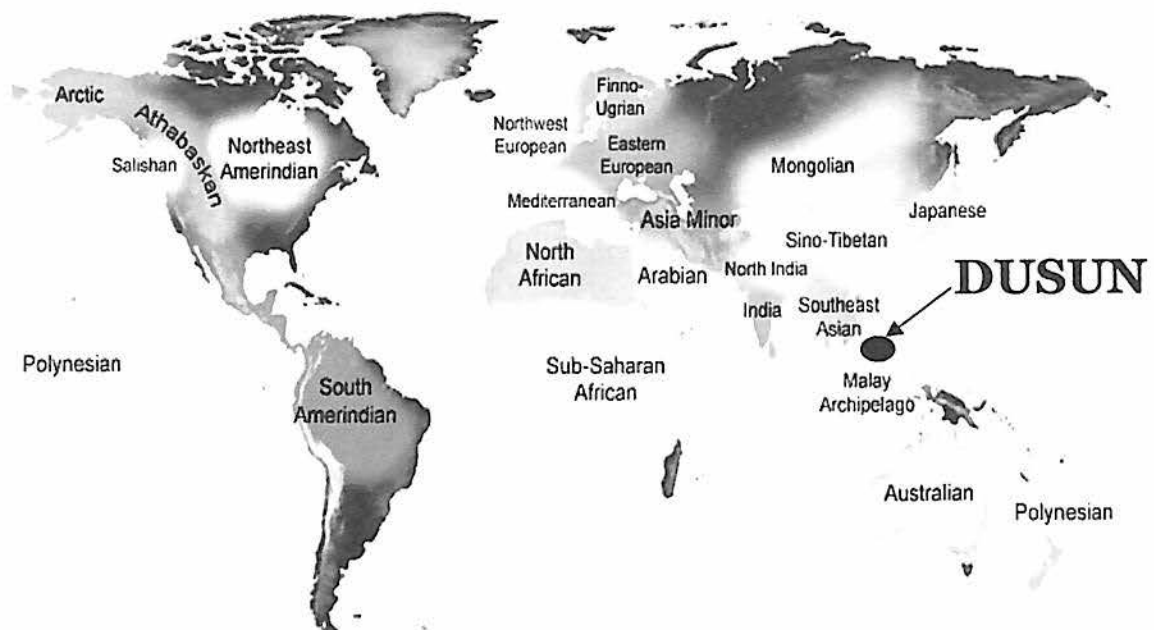 Arctic
Athabaskan
Salishan
Northeast
Amerindian
Finno-
Ugrian
Northwest
European
Eastern
European
Mediterranean
Asia Minor
Mongolian
Japanese
Sino-Tibetan
North
African
Arabian
North India
India
Southeast
Asian
DUSUN
Polynesian
Sub-Saharan
African
Malay
Archipelago
South
Amerindian
Australian
Polynesian